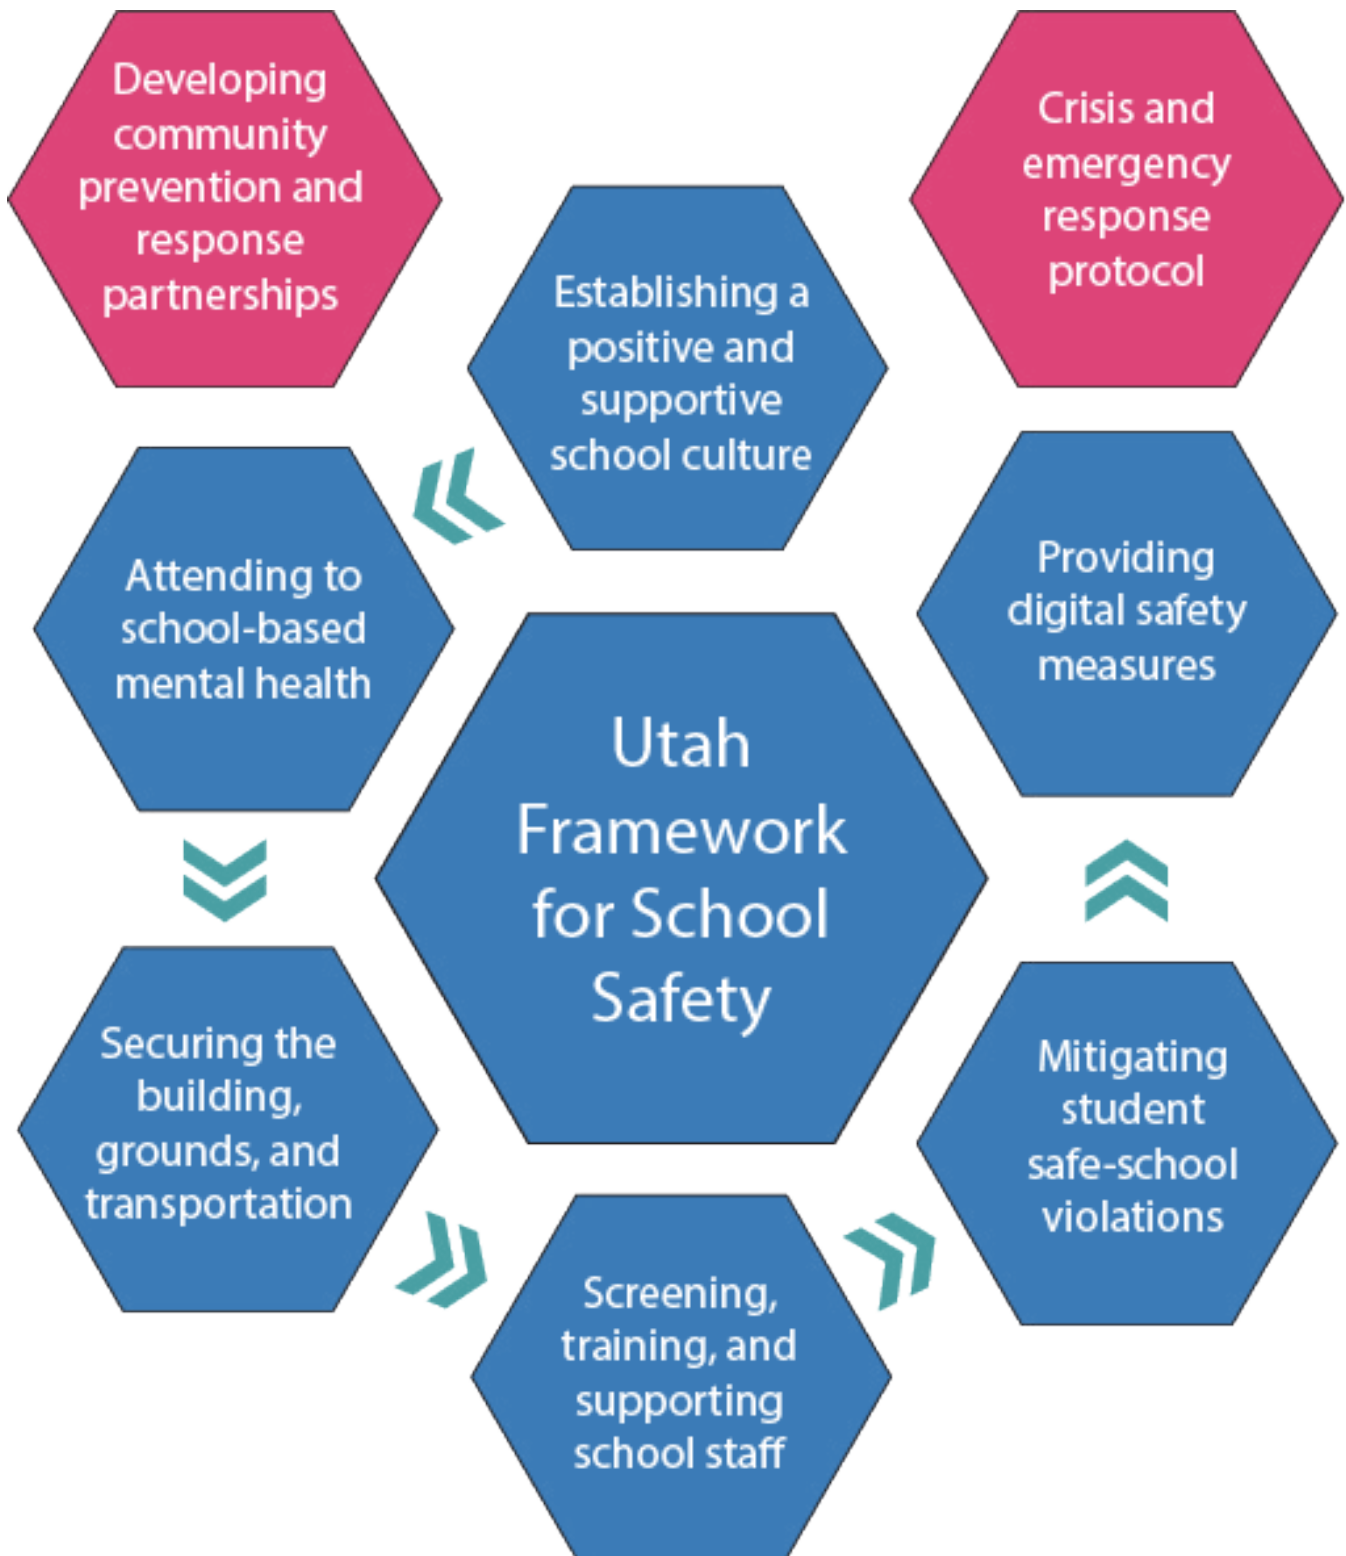 Developing
community
prevention and
response
partnerships
Crisis and
emergency
response
protocol
Establishing a
positive and
supportive
school culture
Attending to
school-based
mental health
Providing
digital safety
measures
Utah
Framework
for School
Safety
Securing the
building,
grounds, and
transportation
Mitigating
student
safe-school
violations
Screening,
training, and
supporting
school staff